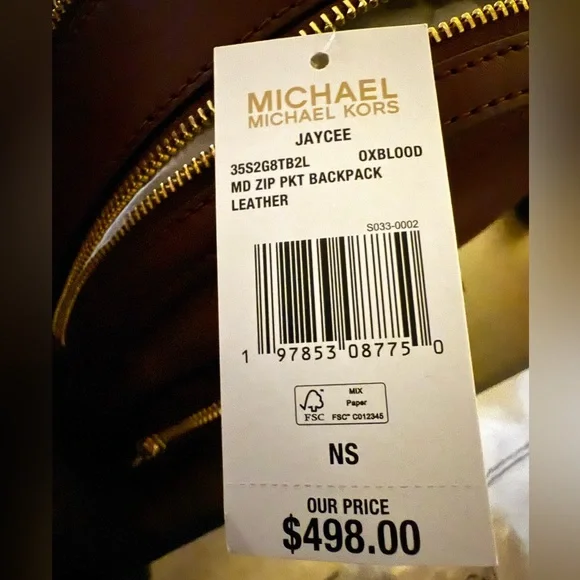 MICHAEL
MICHAEL KORS
JAYCEE
35S2G8TB2L OXBLOOD
MD ZIP PKT BACKPACK
LEATHER
S033-0002
1 97853 08775 0
FSC
MIX
Paper
FSC™ C012345
NS
OUR PRICE
$498.00